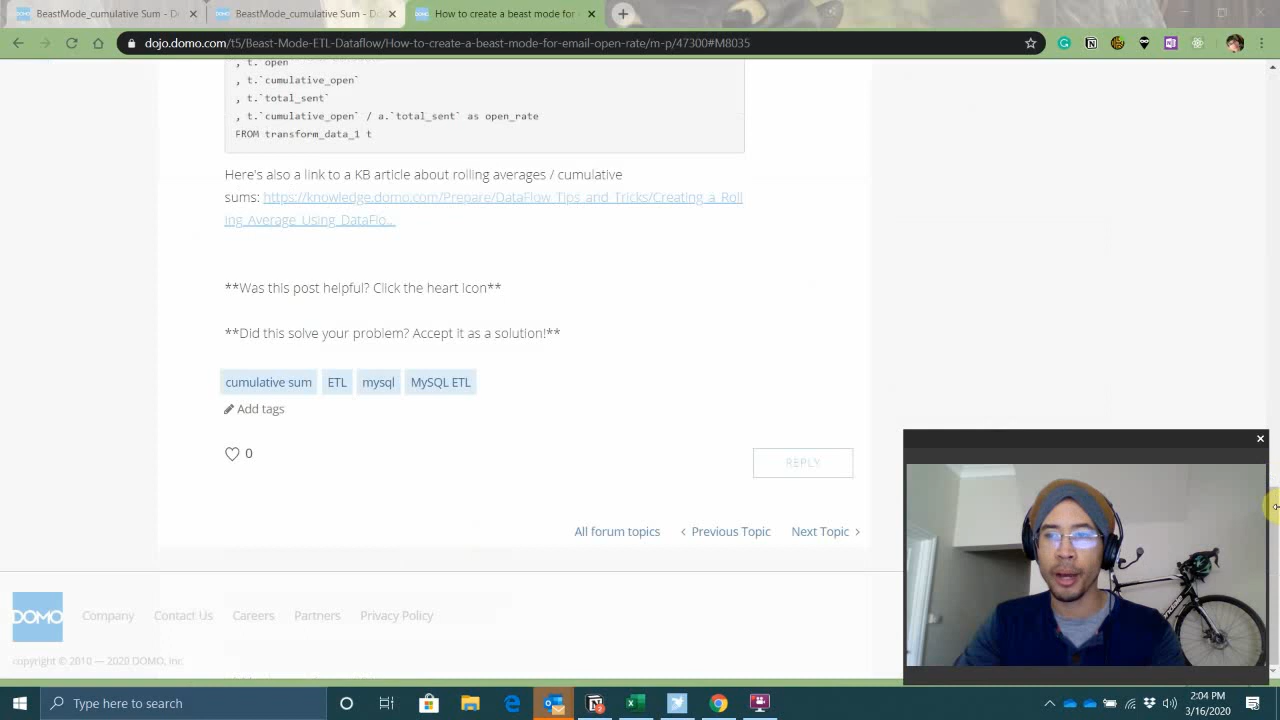 BeastMode_cumulative Sum - Do
BeastMode_cumulative Sum - Do
How to create a beast mode for
dojo.domo.com/t5/Beast-Mode-ETL-Dataflow/How-to-create-a-beast-mode-for-email-open-rate/m-p/47300#M8035
, t.`open`
, t.`cumulative_open`
, t.`total_sent`
, t.`cumulative_open` / a.`total_sent` as open_rate
FROM transform_data_1 t
Here's also a link to a KB article about rolling averages / cumulative
sums: https://knowledge.domo.com/Prepare/DataFlow_Tips_and_Tricks/Creating_a_Roll
ing_Average_Using_DataFlo...
**Was this post helpful? Click the heart icon**
**Did this solve your problem? Accept it as a solution!**
cumulative sum ETL mysql MySQL ETL
Add tags
0
REPLY
All forum topics Previous Topic Next Topic
DOMO Company Contact Us Careers Partners Privacy Policy
copyright © 2010 — 2020 DOMO, Inc.
Type here to search
2:04 PM
3/16/2020